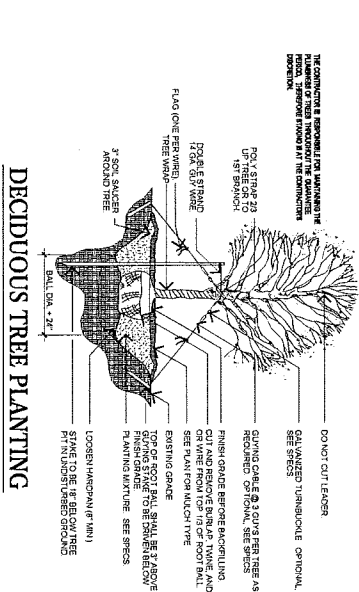 THE CONTRACTOR IS RESPONSIBLE FOR MAINTAINING THE
PLUMBNESS OF TREES THROUGHOUT THE GUARANTEE
PERIOD, THEREFORE STAKING IS AT THE CONTRACTOR'S
DISCRETION.
POLY STRAP 2/3
UP TREE OR TO
1ST BRANCH.
DOUBLE STRAND
14 GA. GUY WIRE
FLAG (ONE PER WIRE)
TREE WRAP
3" SOIL SAUCER
AROUND TREE
BALL DIA. + 24"
DO NOT CUT LEADER
GALVANIZED TURNBUCKLE OPTIONAL,
SEE SPECS
GUYING CABLE @ 3 GUYS PER TREE AS
REQUIRED. OPTIONAL, SEE SPECS
FINISH GRADE BEFORE BACKFILLING
CUT AND REMOVE BURLAP, TWINE, AND
OR WIRE FROM TOP 1/3 OF ROOT BALL
SEE PLAN FOR MULCH TYPE
EXISTING GRADE
TOP OF ROOT BALL SHALL BE 3" ABOVE
GUYING STAKE TO BE DRIVEN BELOW
FINISH GRADE
PLANTING MIXTURE SEE SPECS.
LOOSEN HARDPAN (8" MIN)
STAKE TO BE 18" BELOW TREE
PIT IN UNDISTURBED GROUND
DECIDUOUS TREE PLANTING